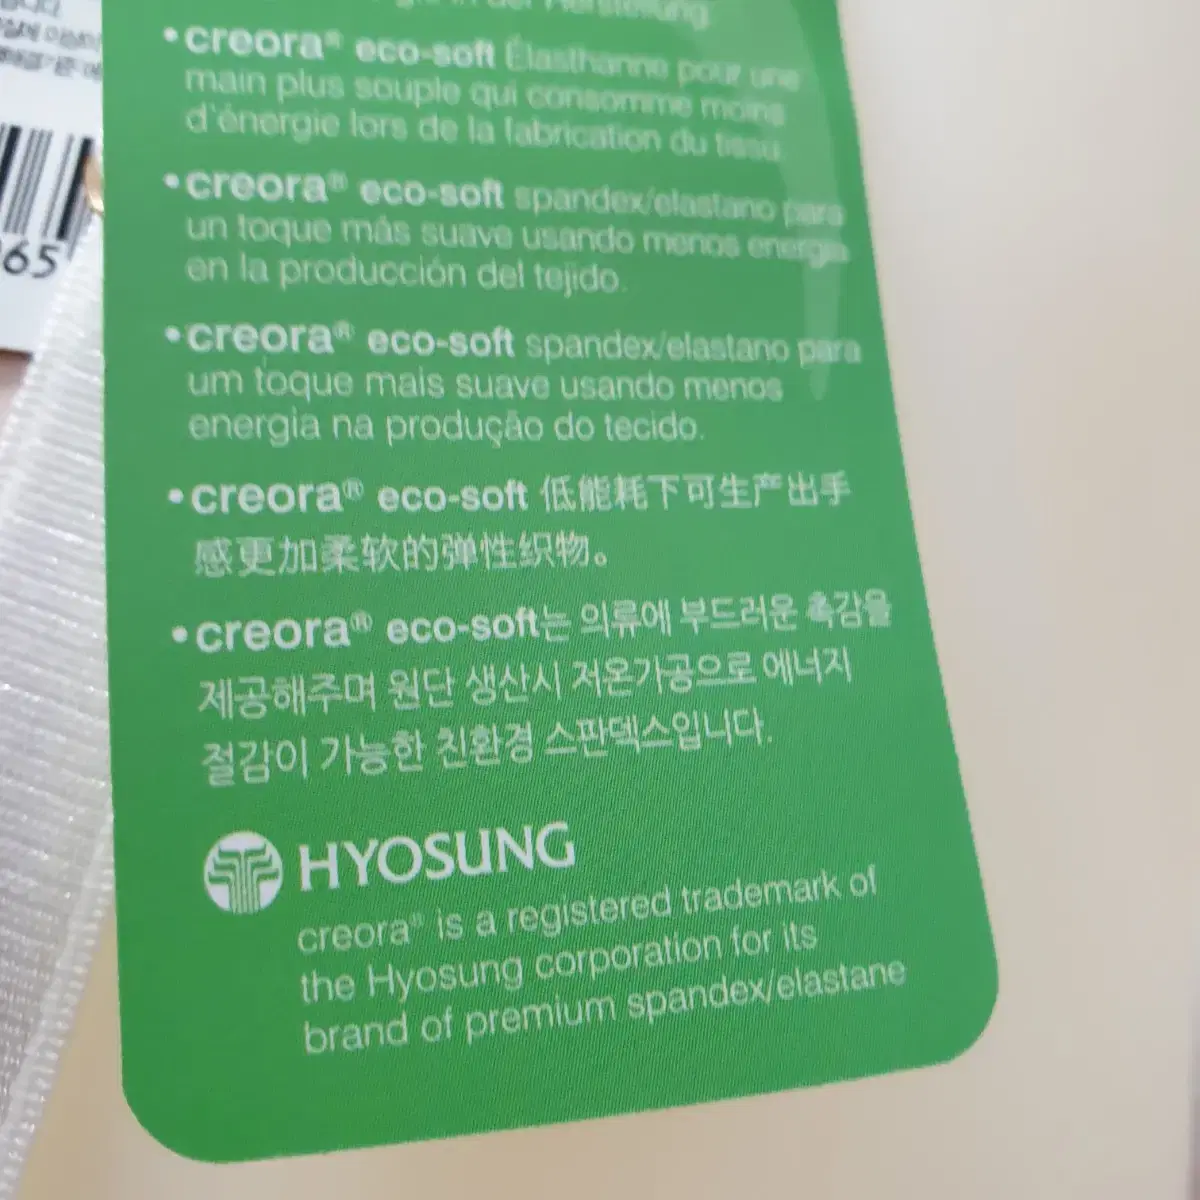 in der Herstellung
• creora® eco-soft Élasthanne pour une
main plus souple qui consomme moins
d'énergie lors de la fabrication du tissu.
• creora® eco-soft spandex/elastano para
un toque más suave usando menos energía
en la producción del tejido.
• creora® eco-soft spandex/elastano para
um toque mais suave usando menos
energia na produção do tecido.
• creora® eco-soft 低能耗下可生产出手
感更加柔软的弹性织物。
• creora® eco-soft는 의류에 부드러운 촉감을
제공해주며 원단 생산시 저온가공으로 에너지
절감이 가능한 친환경 스판덱스입니다.
HYOSUNG
creora® is a registered trademark of
the Hyosung corporation for its
brand of premium spandex/elastane
65